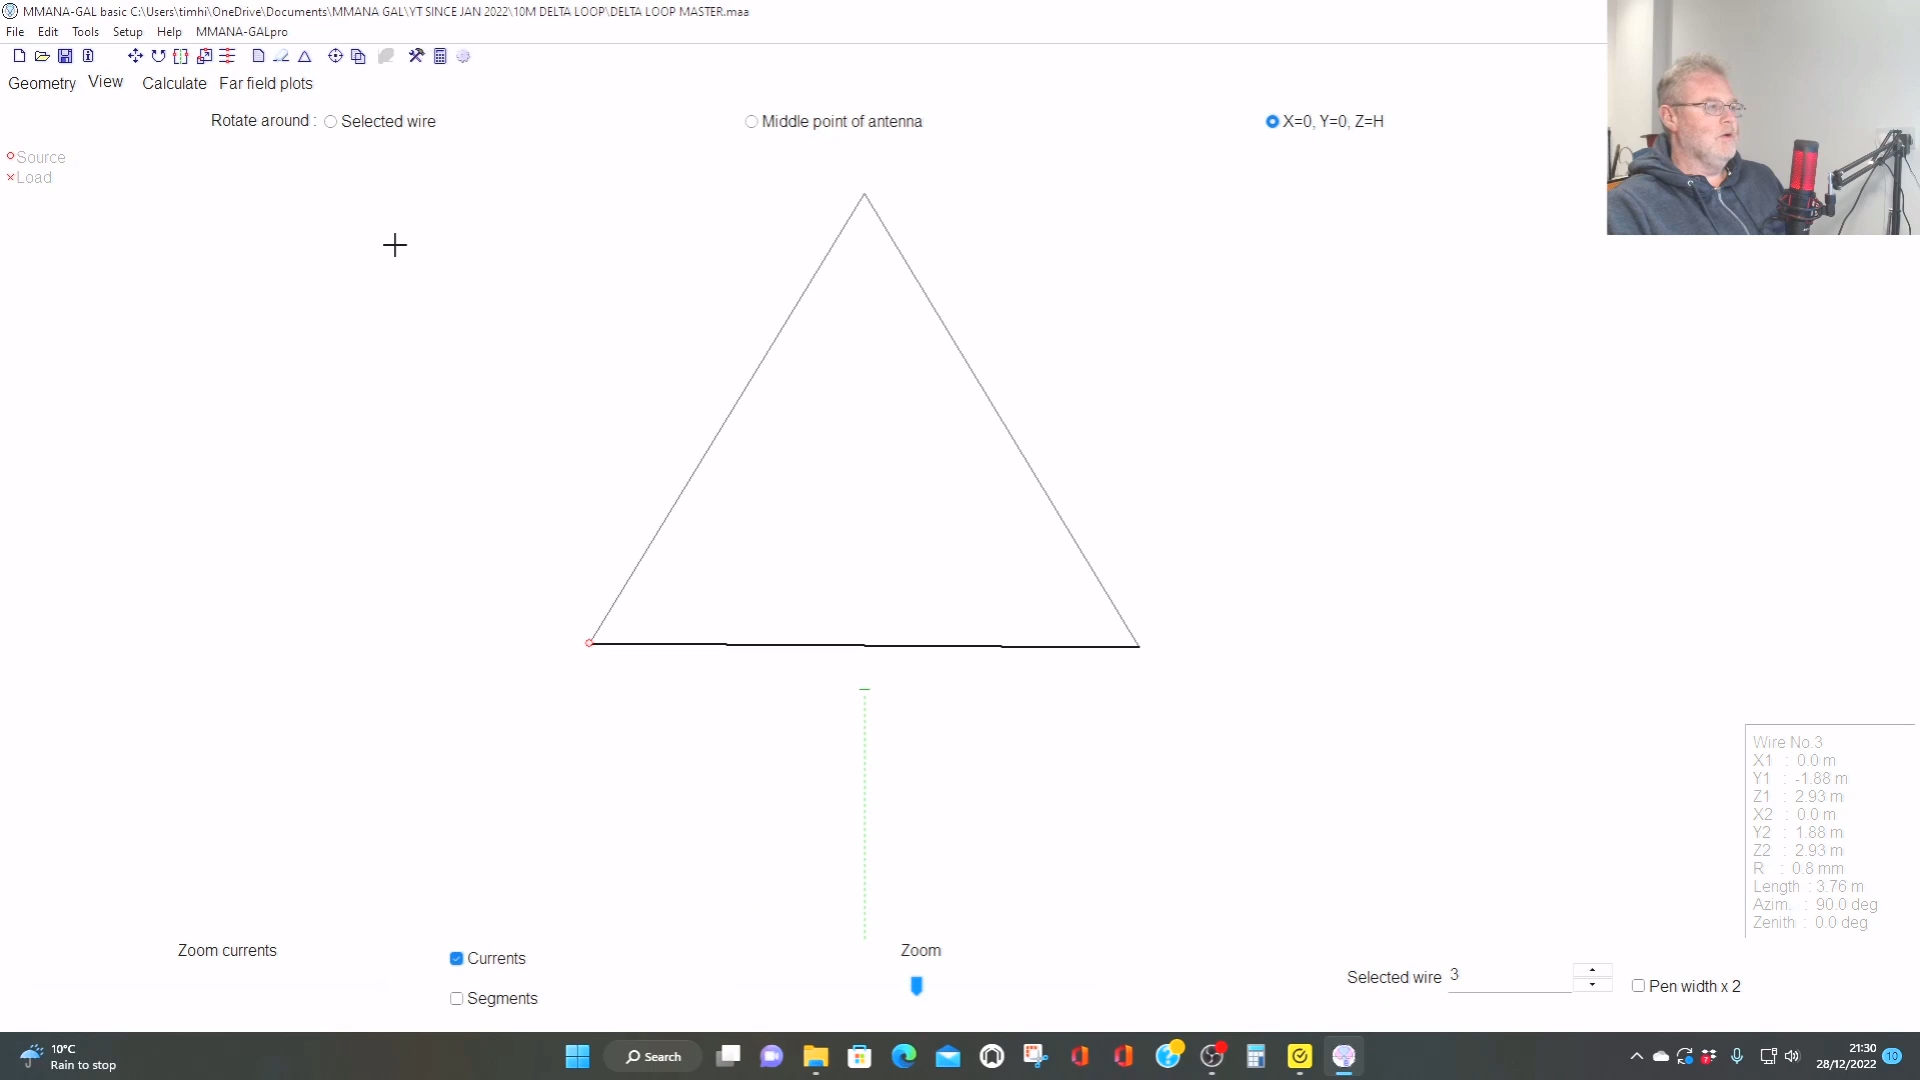 MMANA-GAL basic C:\Users\timhi\OneDrive\Documents\MMANA GAL\YT SINCE JAN 2022\10M DELTA LOOP\DELTA LOOP MASTER.maa
File Edit Tools Setup Help MMANA-GALpro
Geometry View Calculate Far field plots
Rotate around : Selected wire Middle point of antenna X=0, Y=0, Z=H
Source
Load
Wire No.3
X1 : 0.0 m
Y1 : -1.88 m
Z1 : 2.93 m
X2 : 0.0 m
Y2 : 1.88 m
Z2 : 2.93 m
R : 0.8 mm
Length : 3.76 m
Azim. : 90.0 deg
Zenith : 0.0 deg
Zoom currents Currents Zoom
Selected wire 3 Pen width x 2
Segments
10°C
Rain to stop
Search
21:30
28/12/2022
10